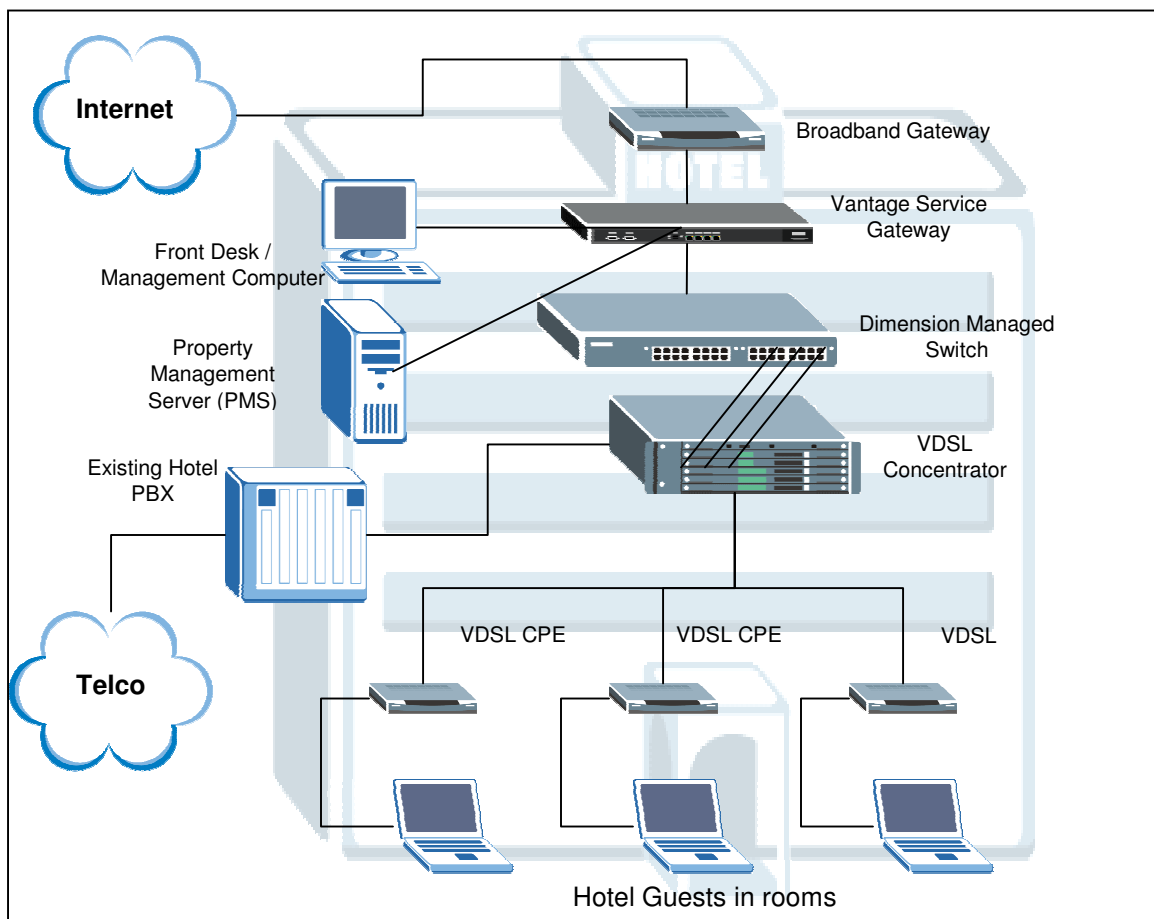 Internet
Broadband Gateway
HOTEL
Vantage Service
Gateway
Front Desk /
Management Computer
Dimension Managed
Switch
Property
Management
Server (PMS)
VDSL
Concentrator
Existing Hotel
PBX
VDSL CPE
VDSL CPE
VDSL
Telco
Hotel Guests in rooms